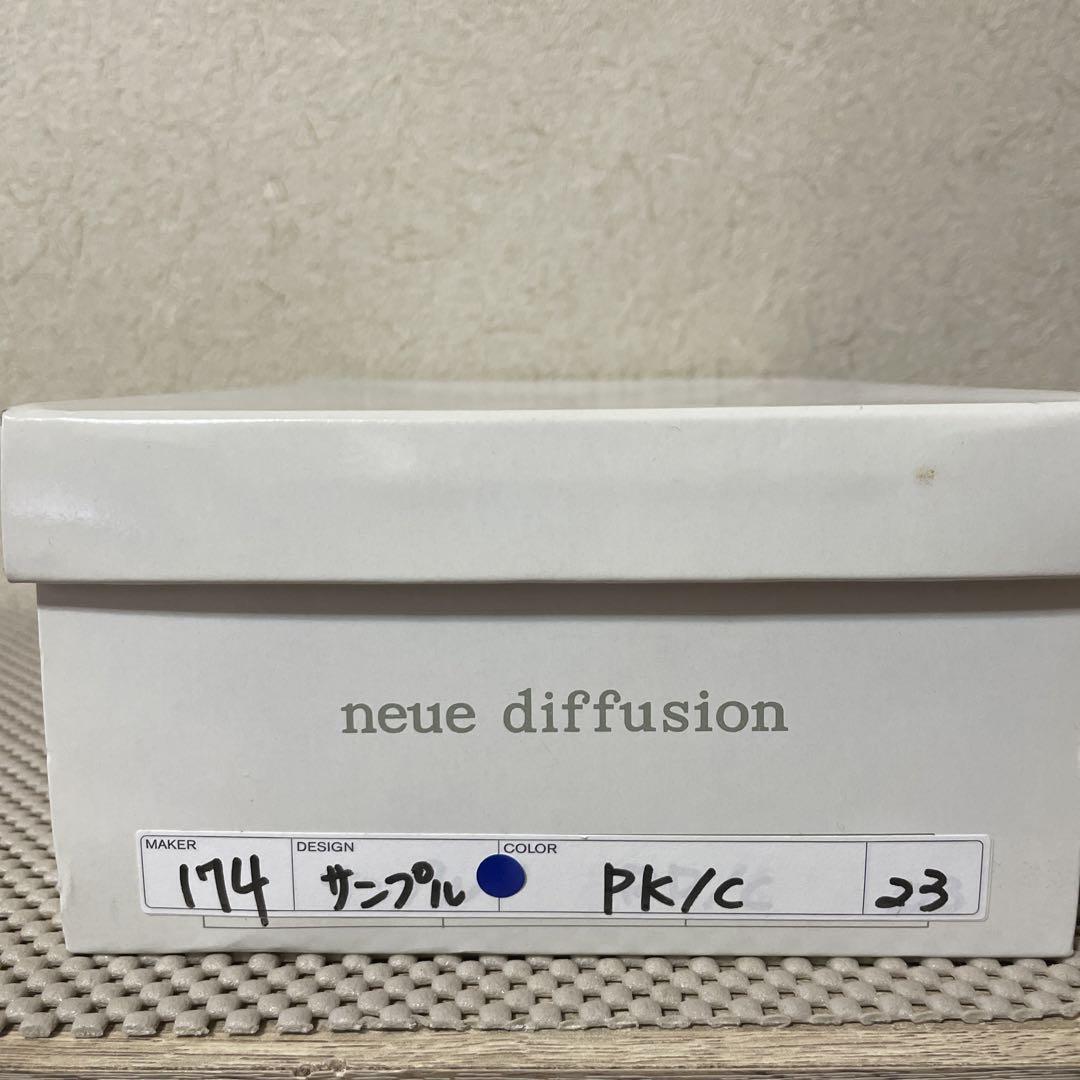 neue diffusion
MAKER DESIGN COLOR
174 サンプル PK/C 23